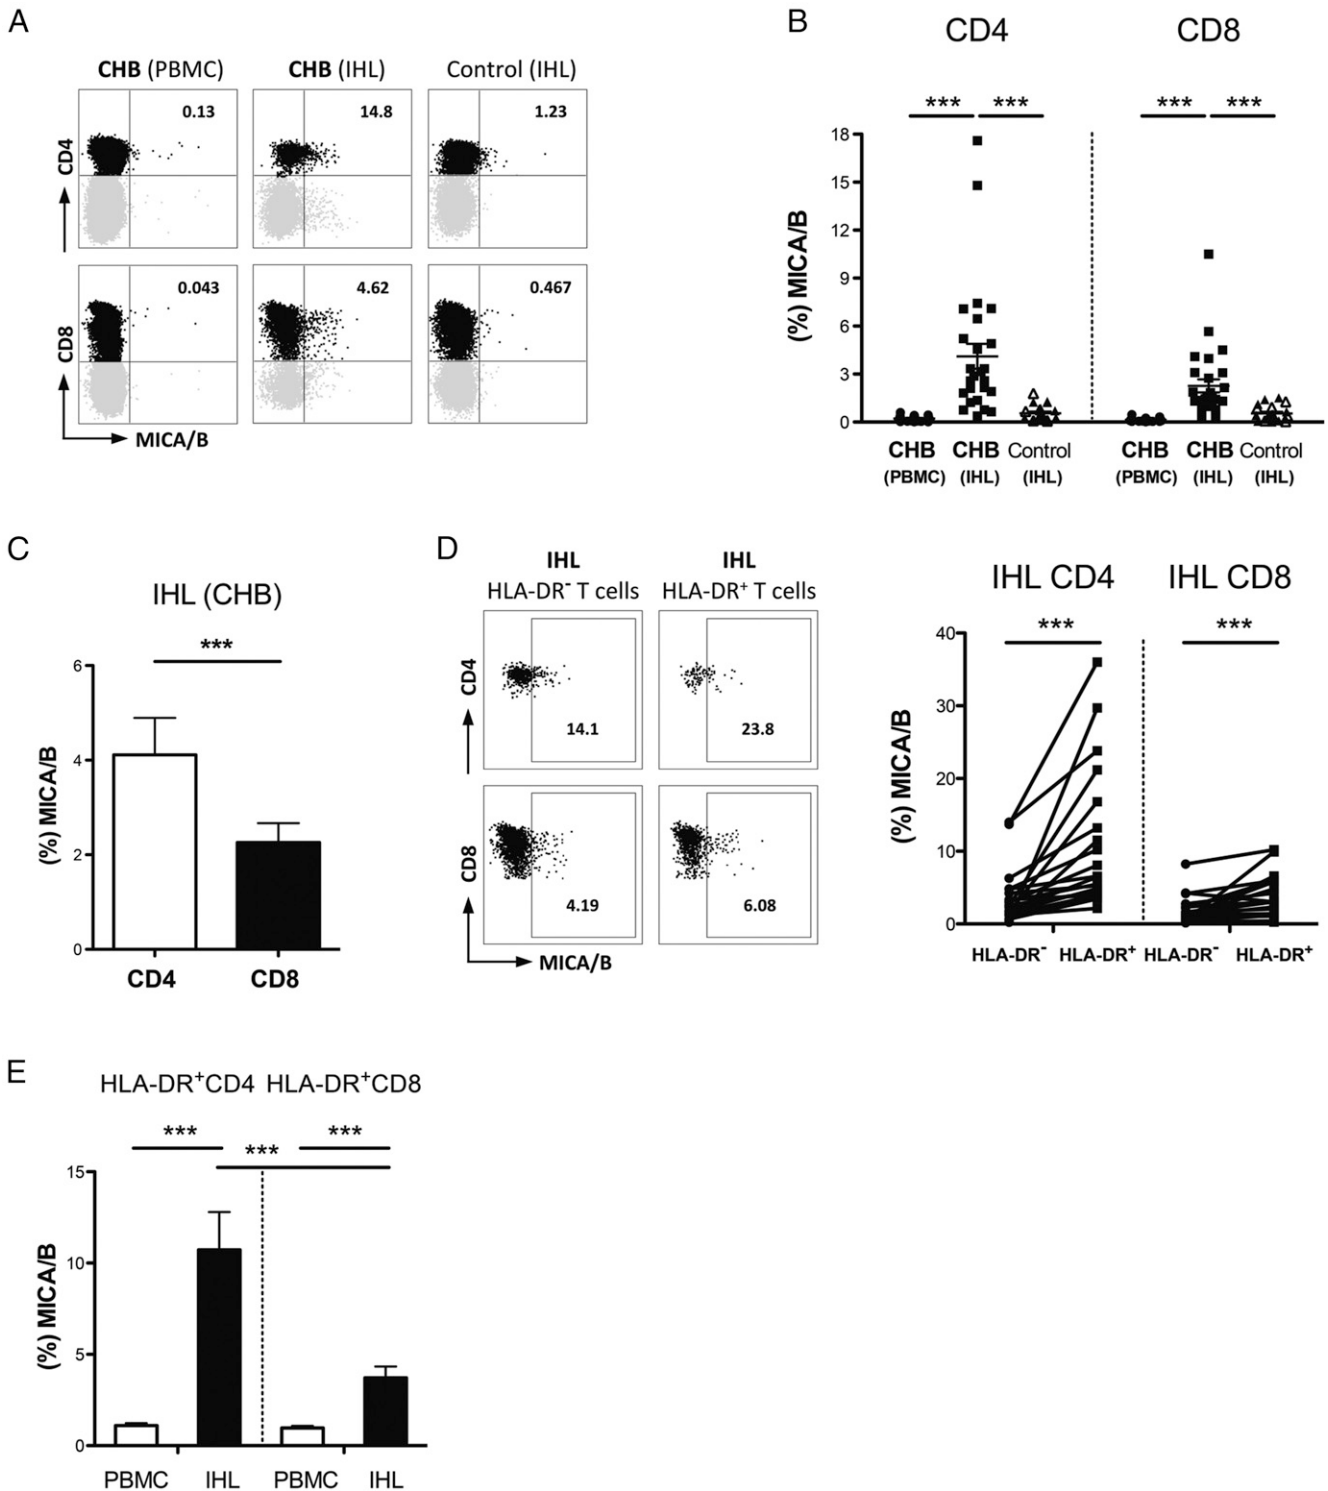 A
CHB (PBMC)
CHB (IHL)
Control (IHL)
CD4
0.13
14.8
1.23
CD8
0.043
4.62
0.467
MICA/B
B
CD4
CD8
*** *** *** ***
(%) MICA/B
18
15
12
9
6
3
0
CHB CHB Control CHB CHB Control
(PBMC) (IHL) (IHL) (PBMC) (IHL) (IHL)
C
IHL (CHB)
***
(%) MICA/B
6
4
2
0
CD4 CD8
D
IHL IHL
HLA-DR⁻ T cells HLA-DR⁺ T cells
CD4
14.1
23.8
CD8
4.19
6.08
MICA/B
IHL CD4 IHL CD8
*** ***
(%) MICA/B
40
30
20
10
0
HLA-DR⁻ HLA-DR⁺ HLA-DR⁻ HLA-DR⁺
E
HLA-DR⁺CD4 HLA-DR⁺CD8
*** *** ***
(%) MICA/B
15
10
5
0
PBMC IHL PBMC IHL